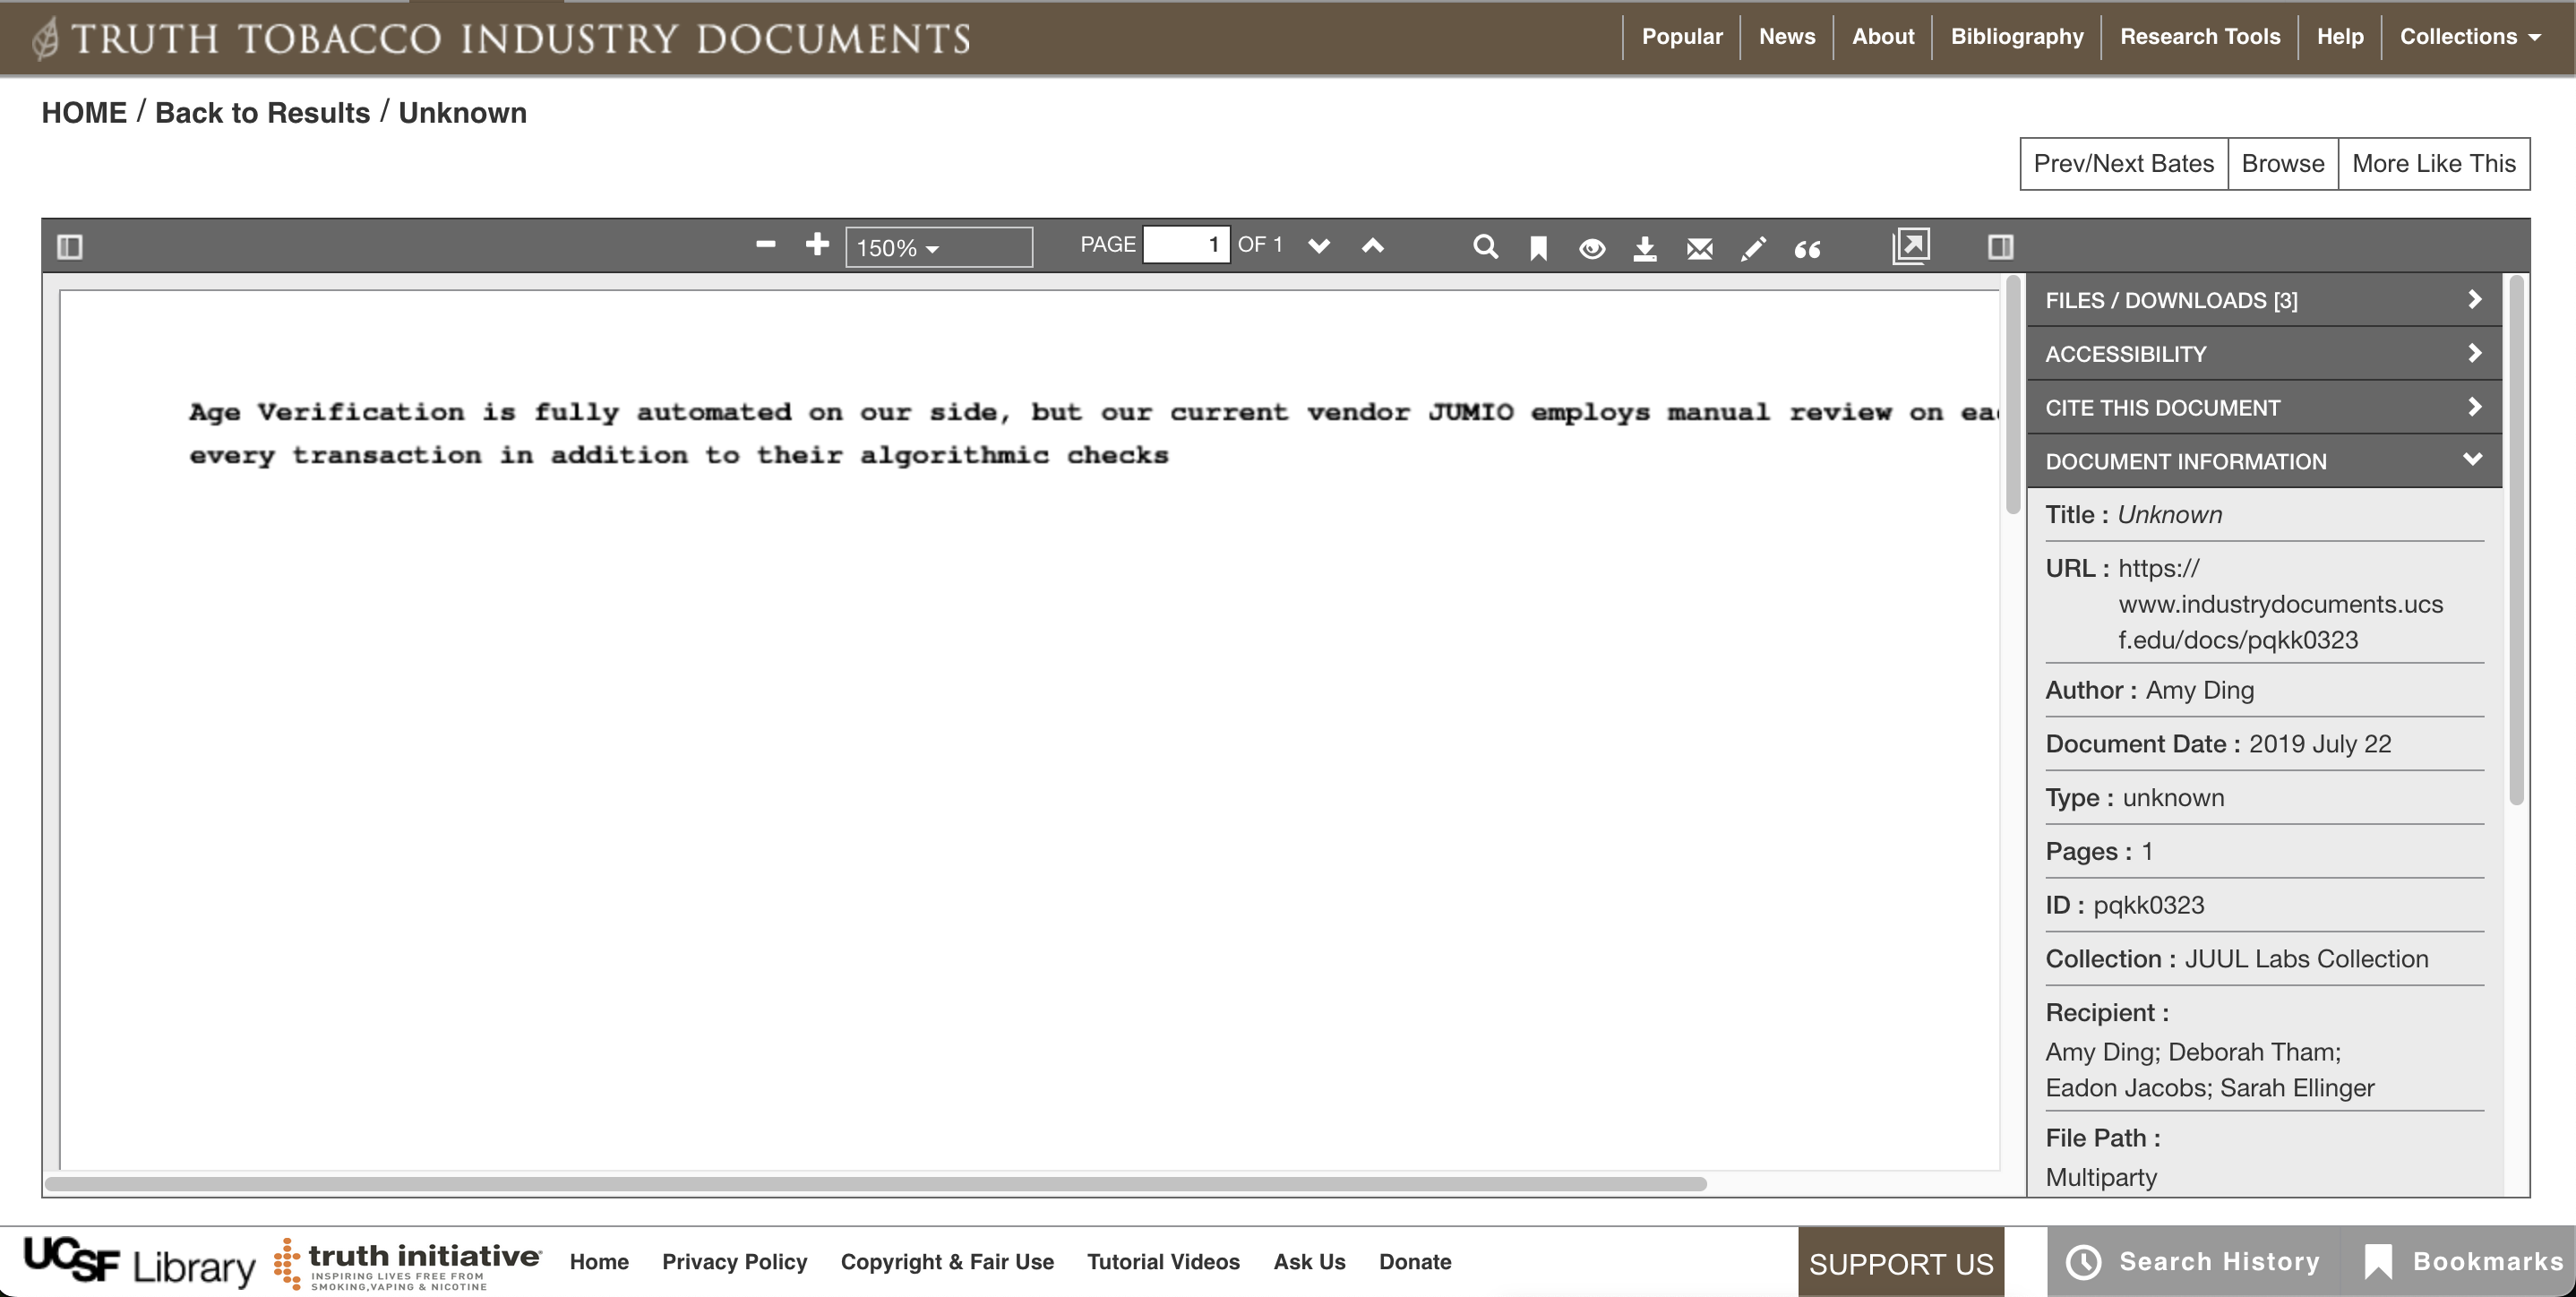 TRUTH TOBACCO INDUSTRY DOCUMENTS
Popular
News
About
Bibliography
Research Tools
Help
Collections
HOME / Back to Results / Unknown
Prev/Next Bates
Browse
More Like This
150%
PAGE 1 OF 1
Age Verification is fully automated on our side, but our current vendor JUMIO employs manual review on
every transaction in addition to their algorithmic checks
FILES / DOWNLOADS [3]
ACCESSIBILITY
CITE THIS DOCUMENT
DOCUMENT INFORMATION
Title : Unknown
URL : https://
www.industrydocuments.ucs
f.edu/docs/pqkk0323
Author : Amy Ding
Document Date : 2019 July 22
Type : unknown
Pages : 1
ID : pqkk0323
Collection : JUUL Labs Collection
Recipient :
Amy Ding; Deborah Tham;
Eadon Jacobs; Sarah Ellinger
File Path :
Multiparty
UCSF Library
truth initiative
INSPIRING LIVES FREE FROM
SMOKING, VAPING & NICOTINE
Home
Privacy Policy
Copyright & Fair Use
Tutorial Videos
Ask Us
Donate
SUPPORT US
Search History
Bookmarks